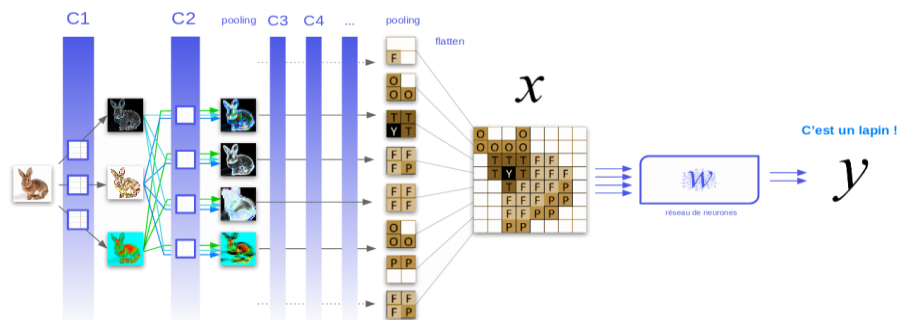 C1
C2
pooling
C3
C4
...
pooling
flatten
F
O
O O
T T
Y T
F F
F P
F F
F F
O
O O
P P
F F
F P
x
O O
O O O O
T T T F F
T Y T F F F
T F F F P
F F P P
P P
W
réseau de neurones
C'est un lapin !
y